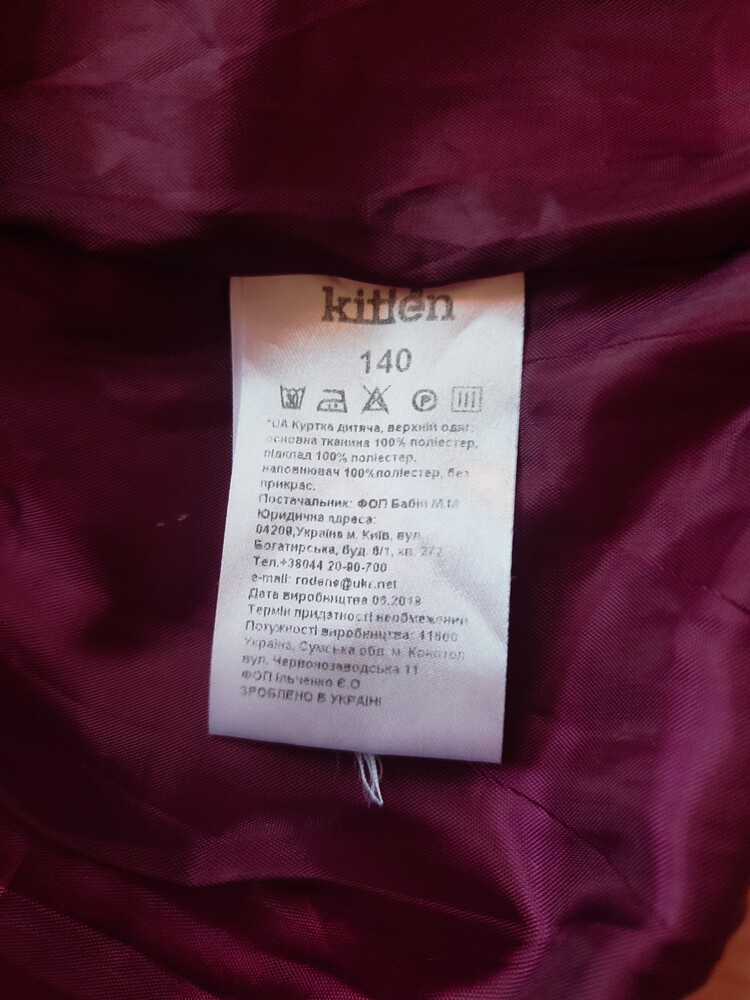 kitten
140
30
P
*UA Куртка дитяча, верхній одяг:
основна тканина 100% поліестер,
підклад 100% поліестер,
наповнювач 100%поліестер, без
прикрас.
Постачальник: ФОП Бабій М.М
Юридична адреса:
04209,Україна м. Київ, вул
Богатирська, буд. 6/1, кв. 272
Тел.+38044 20-90-700
e-mail: rodens@ukr.net
Дата виробництва 06.2018
Термін придатності необмежений
Потужності виробництва: 41600
Україна, Сумська обл м. Конотоп
вул. Червонозаводська 11
ФОП Ільченко Є.О
ЗРОБЛЕНО В УКРАЇНІ